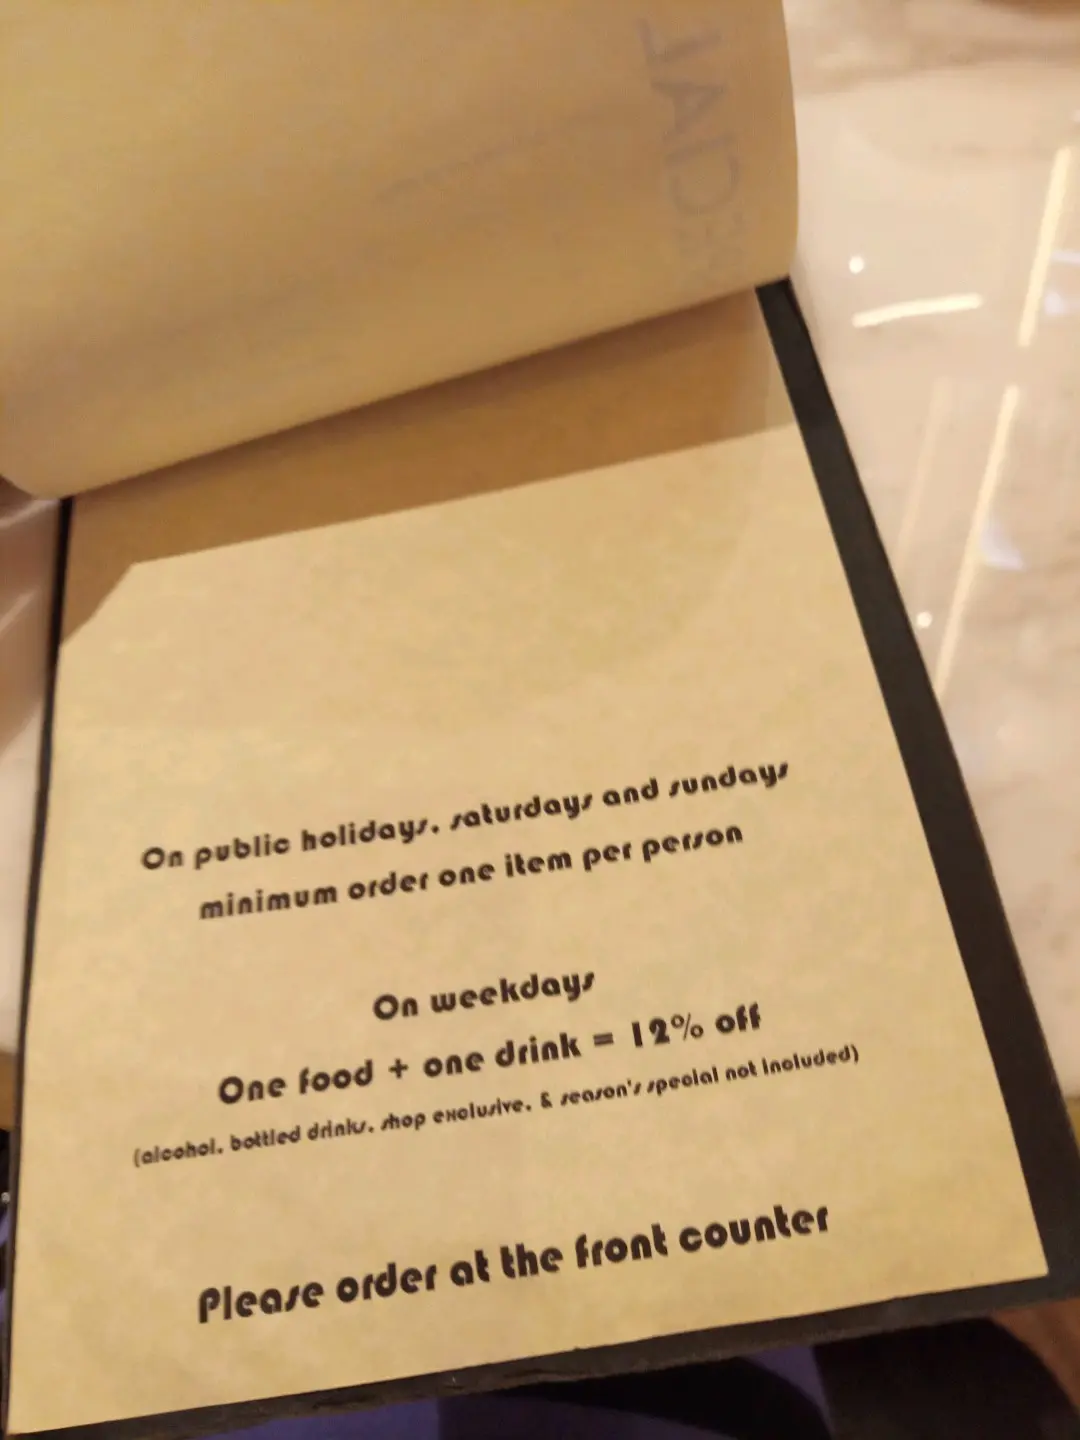 On public holidays, saturdays and sundays
minimum order one item per person
On weekdays
One food + one drink = 12% off
(alcohol, bottled drinks, shop exclusive, & season's special not included)
Please order at the front counter